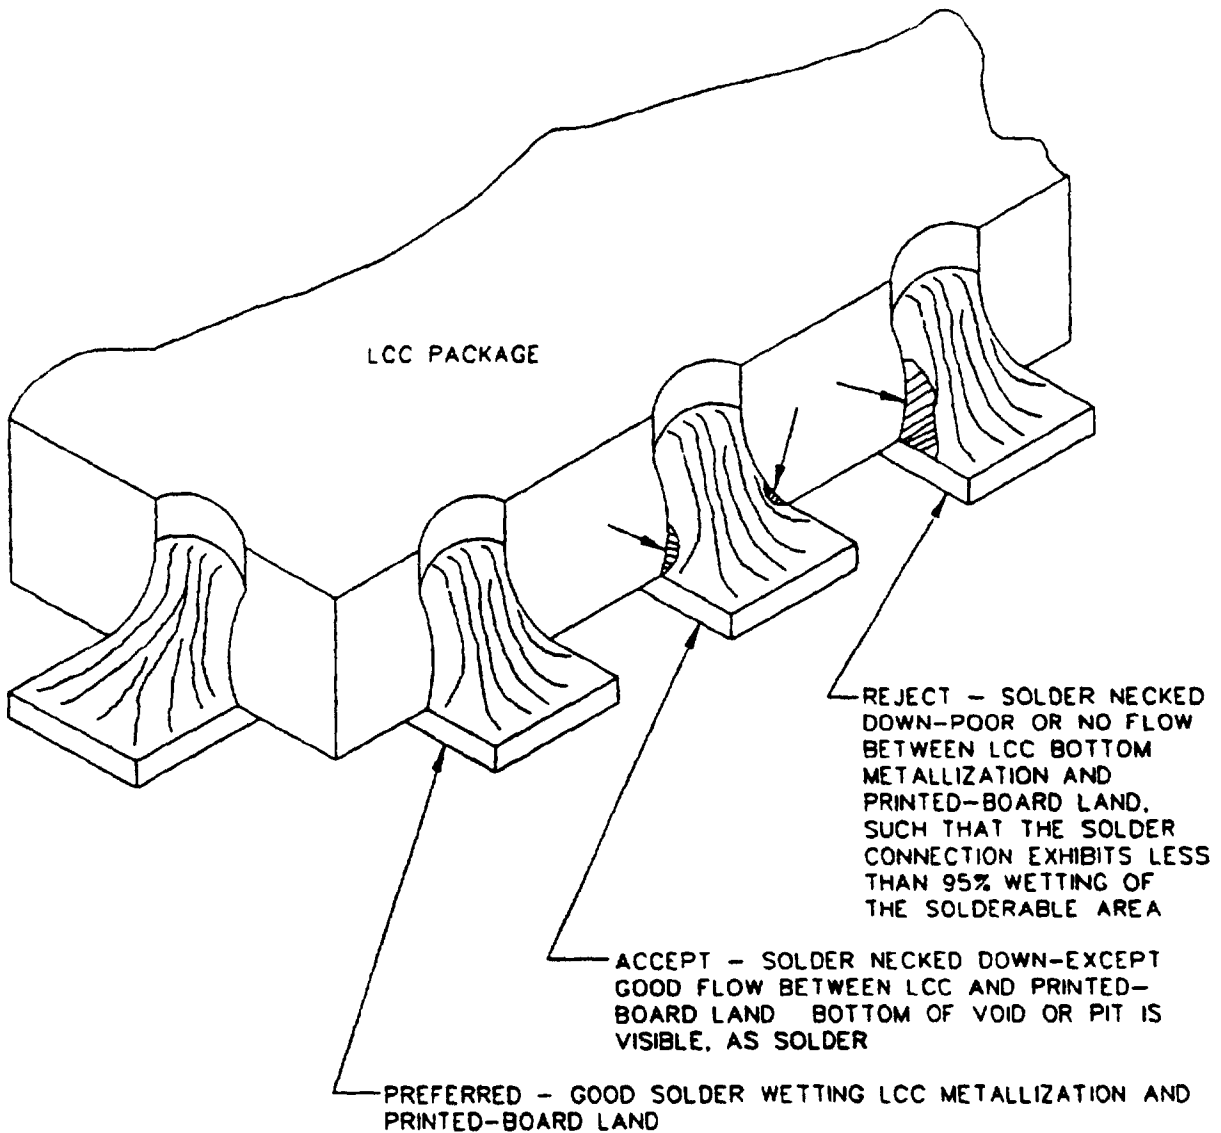 LCC PACKAGE
REJECT - SOLDER NECKED
DOWN-POOR OR NO FLOW
BETWEEN LCC BOTTOM
METALLIZATION AND
PRINTED-BOARD LAND.
SUCH THAT THE SOLDER
CONNECTION EXHIBITS LESS
THAN 95% WETTING OF
THE SOLDERABLE AREA
ACCEPT - SOLDER NECKED DOWN-EXCEPT
GOOD FLOW BETWEEN LCC AND PRINTED-
BOARD LAND BOTTOM OF VOID OR PIT IS
VISIBLE, AS SOLDER
PREFERRED - GOOD SOLDER WETTING LCC METALLIZATION AND
PRINTED-BOARD LAND